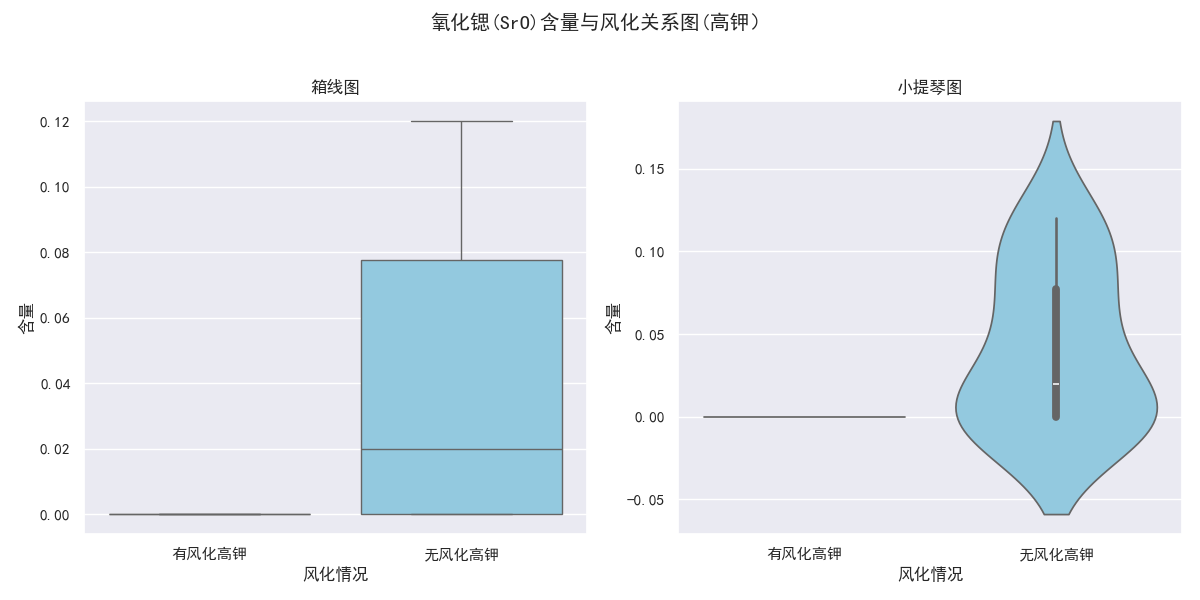 氧化锶(SrO)含量与风化关系图(高钾)
箱线图
0.12
0.10
0.08
0.06
0.04
0.02
0.00
含量
有风化高钾
无风化高钾
风化情况
小提琴图
0.15
0.10
0.05
0.00
-0.05
含量
有风化高钾
无风化高钾
风化情况